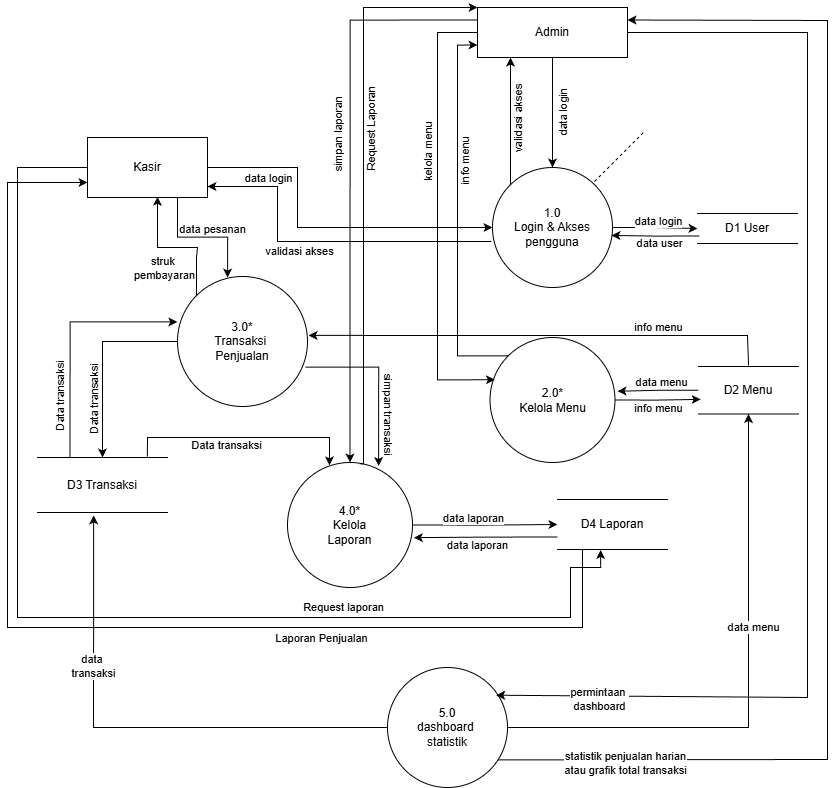 Admin
simpan laporan
Request Laporan
kelola menu
info menu
validasi akses
data login
Kasir
data login
data pesanan
validasi akses
struk
pembayaran
1.0
Login & Akses
pengguna
data login
data user
D1 User
3.0*
Transaksi
Penjualan
info menu
Data transaksi
Data transaksi
simpan transaksi
2.0*
Kelola Menu
data menu
info menu
D2 Menu
Data transaksi
D3 Transaksi
4.0*
Kelola
Laporan
data laporan
data laporan
D4 Laporan
Request laporan
Laporan Penjualan
data
transaksi
data menu
5.0
dashboard
statistik
permintaan
dashboard
statistik penjualan harian
atau grafik total transaksi